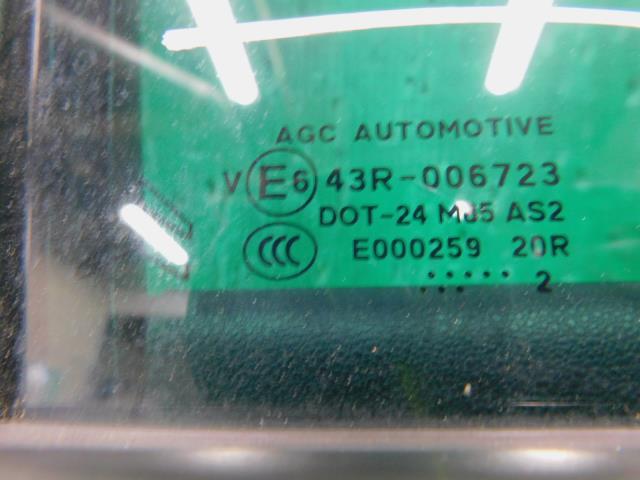 AGC AUTOMOTIVE
V E6 43R-006723
DOT-24 M85 AS2
CCC E000259 20R
..... 2
...